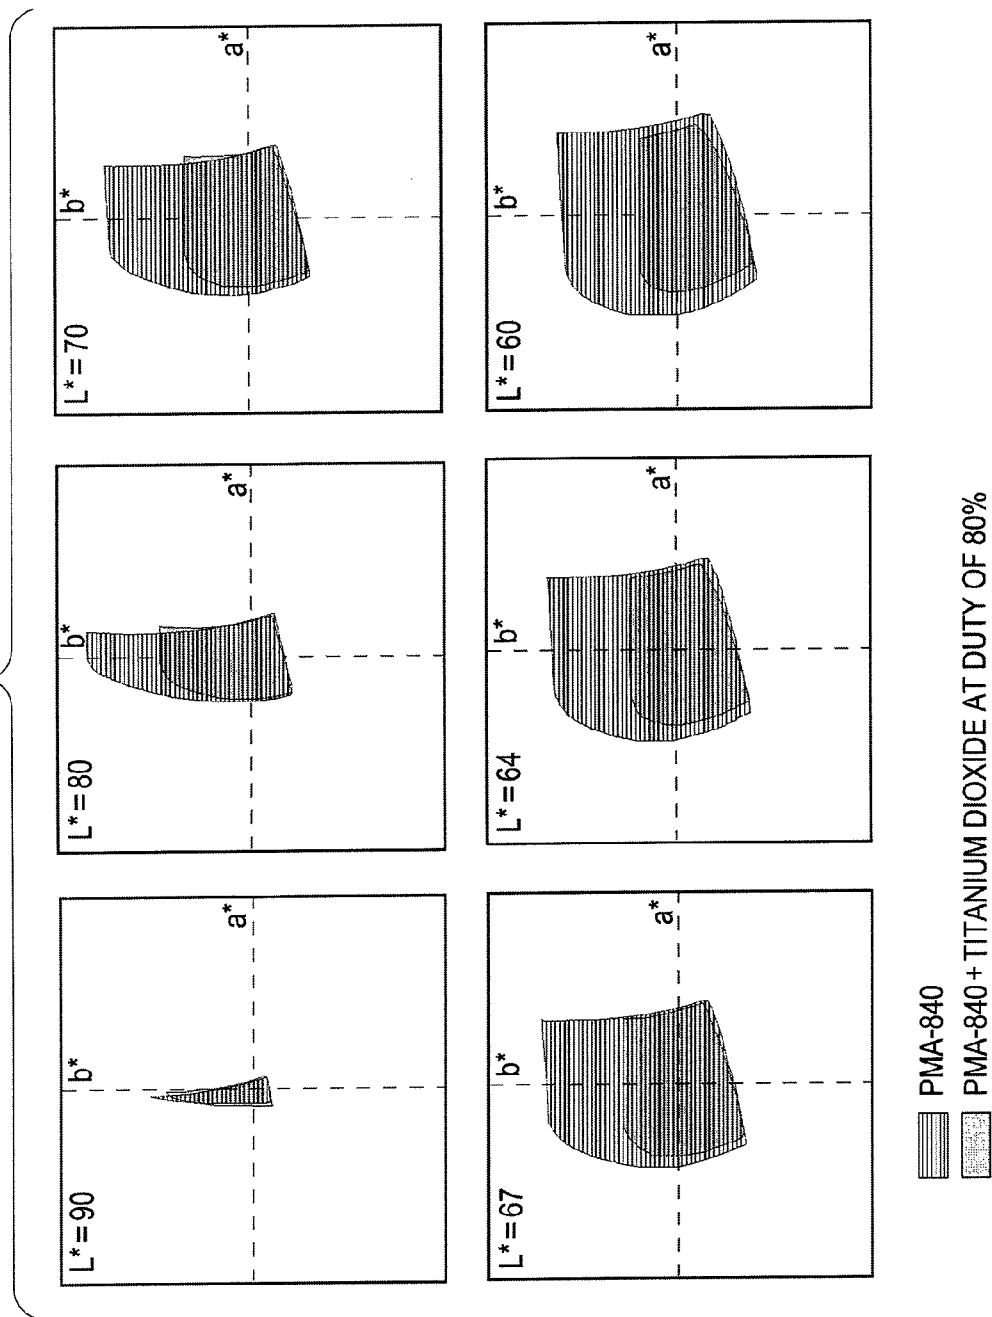 L*=90
b*
a*
L*=80
b*
a*
L*=70
b*
a*
L*=67
b*
a*
L*=64
b*
a*
L*=60
b*
a*
PMA-840
PMA-840+TITANIUM DIOXIDE AT DUTY OF 80%